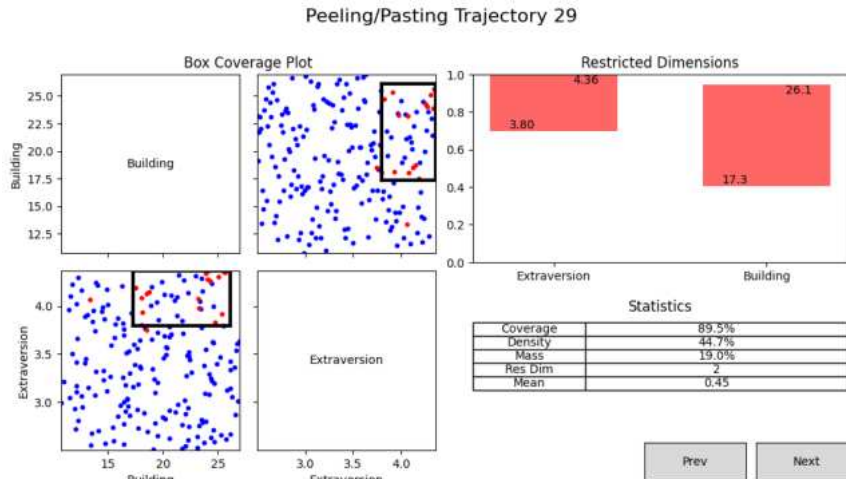 Peeling/Pasting Trajectory 29
Box Coverage Plot
Restricted Dimensions
Building
25.0
22.5
20.0
17.5
15.0
12.5
Building
1.0
0.8
0.6
0.4
0.2
0.0
4.36
3.80
26.1
17.3
Extraversion
Building
Extraversion
4.0
3.5
3.0
15
20
25
Building
Extraversion
3.0
3.5
4.0
Extraversion
Statistics
Coverage 89.5%
Density 44.7%
Mass 19.0%
Res Dim 2
Mean 0.45
Prev
Next